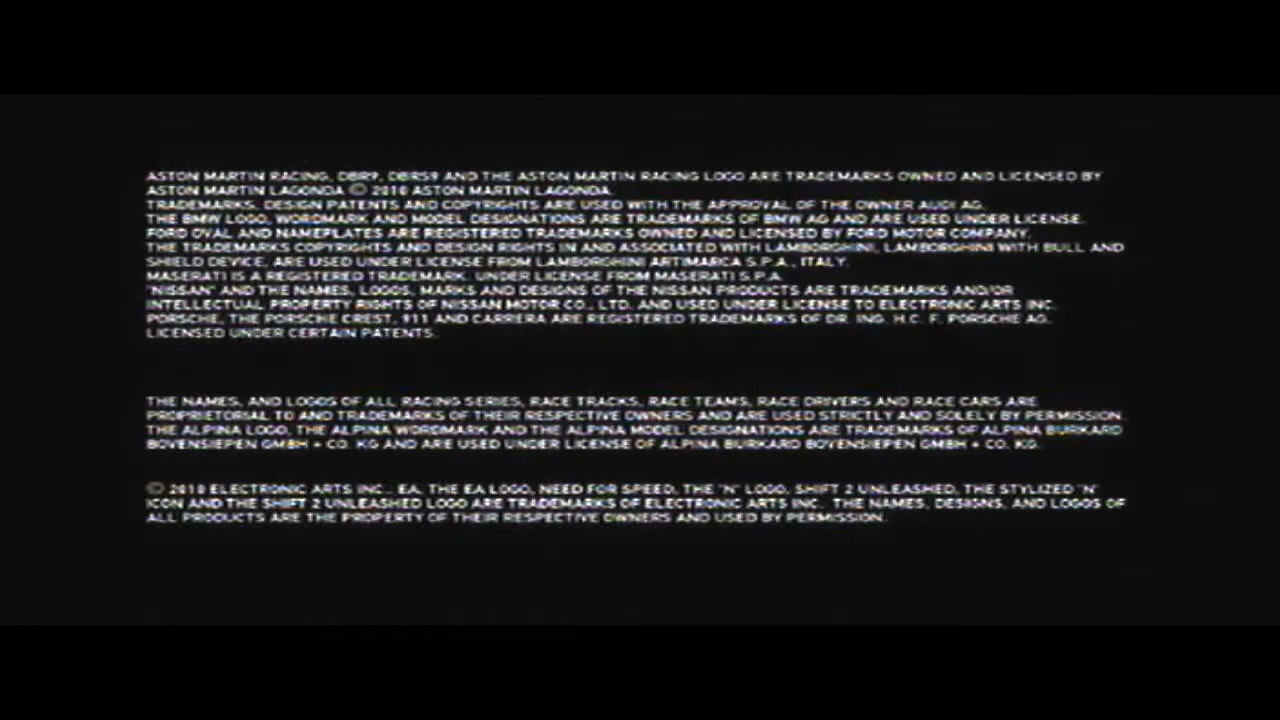 ASTON MARTIN RACING, DBR9, DBRS9 AND THE ASTON MARTIN RACING LOGO ARE TRADEMARKS OWNED AND LICENSED BY
ASTON MARTIN LAGONDA © 2010 ASTON MARTIN LAGONDA.
TRADEMARKS, DESIGN PATENTS AND COPYRIGHTS ARE USED WITH THE APPROVAL OF THE OWNER AUDI AG.
THE BMW LOGO, WORDMARK AND MODEL DESIGNATIONS ARE TRADEMARKS OF BMW AG AND ARE USED UNDER LICENSE.
FORD OVAL AND NAMEPLATES ARE REGISTERED TRADEMARKS OWNED AND LICENSED BY FORD MOTOR COMPANY.
THE TRADEMARKS COPYRIGHTS AND DESIGN RIGHTS IN AND ASSOCIATED WITH LAMBORGHINI, LAMBORGHINI WITH BULL AND
SHIELD DEVICE, ARE USED UNDER LICENSE FROM LAMBORGHINI ARTIMARCA S.P.A., ITALY.
MASERATI IS A REGISTERED TRADEMARK. UNDER LICENSE FROM MASERATI S.P.A.
"NISSAN" AND THE NAMES, LOGOS, MARKS AND DESIGNS OF THE NISSAN PRODUCTS ARE TRADEMARKS AND/OR
INTELLECTUAL PROPERTY RIGHTS OF NISSAN MOTOR CO., LTD. AND USED UNDER LICENSE TO ELECTRONIC ARTS INC.
PORSCHE, THE PORSCHE CREST, 911 AND CARRERA ARE REGISTERED TRADEMARKS OF DR. ING. H.C. F. PORSCHE AG.
LICENSED UNDER CERTAIN PATENTS.
THE NAMES, AND LOGOS OF ALL RACING SERIES, RACE TRACKS, RACE TEAMS, RACE DRIVERS AND RACE CARS ARE
PROPRIETORIAL TO AND TRADEMARKS OF THEIR RESPECTIVE OWNERS AND ARE USED STRICTLY AND SOLELY BY PERMISSION.
THE ALPINA LOGO, THE ALPINA WORDMARK AND THE ALPINA MODEL DESIGNATIONS ARE TRADEMARKS OF ALPINA BURKARD
BOVENSIEPEN GMBH + CO. KG AND ARE USED UNDER LICENSE OF ALPINA BURKARD BOVENSIEPEN GMBH + CO. KG.
© 2010 ELECTRONIC ARTS INC.. EA, THE EA LOGO, NEED FOR SPEED, THE "N" LOGO, SHIFT 2 UNLEASHED, THE STYLIZED "N"
ICON AND THE SHIFT 2 UNLEASHED LOGO ARE TRADEMARKS OF ELECTRONIC ARTS INC. THE NAMES, DESIGNS, AND LOGOS OF
ALL PRODUCTS ARE THE PROPERTY OF THEIR RESPECTIVE OWNERS AND USED BY PERMISSION.